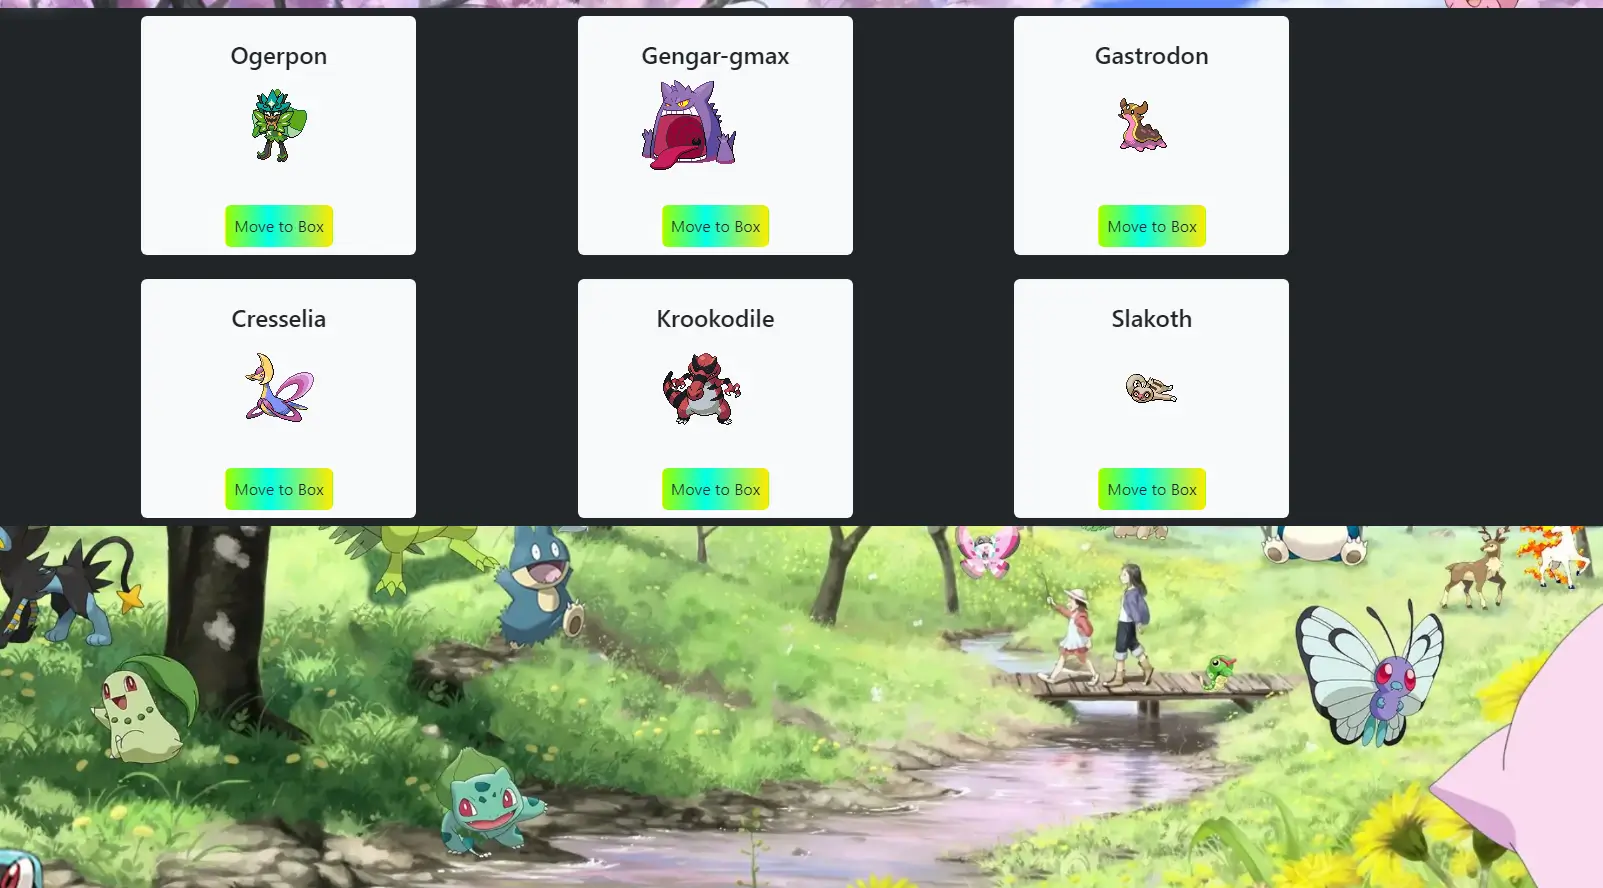 Ogerpon
Gengar-gmax
Gastrodon
Move to Box
Move to Box
Move to Box
Cresselia
Krookodile
Slakoth
Move to Box
Move to Box
Move to Box